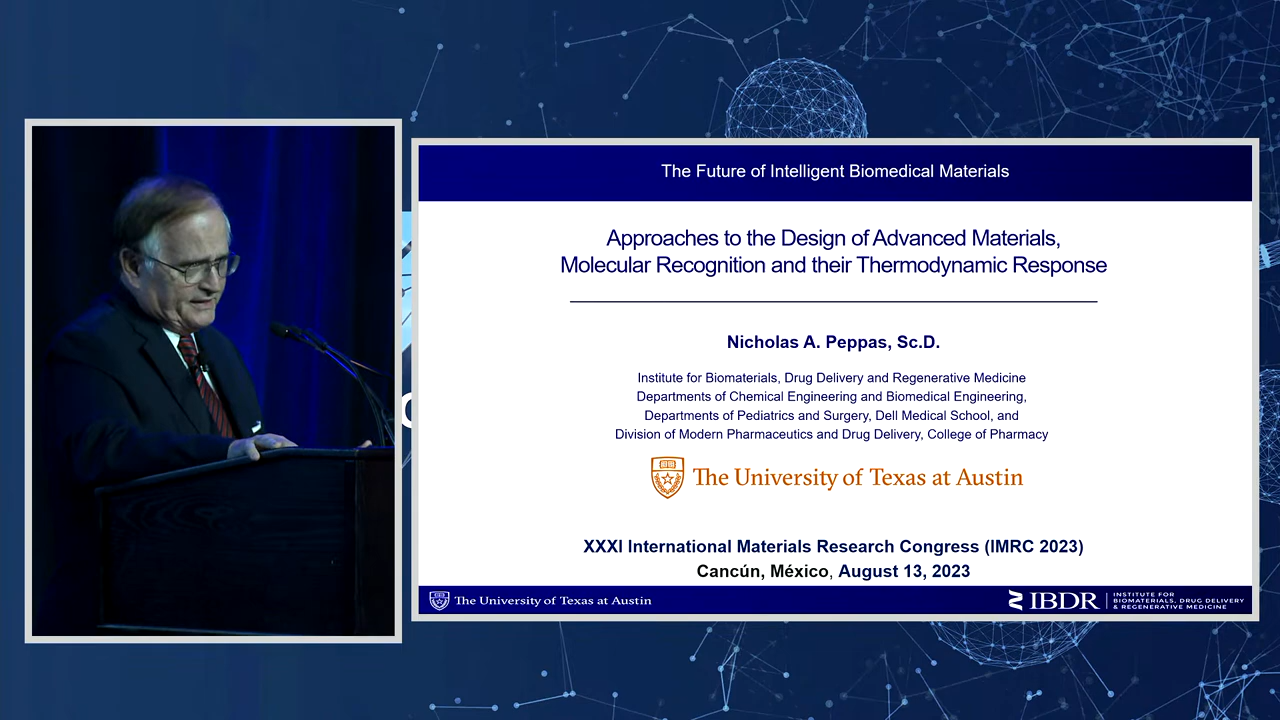 The Future of Intelligent Biomedical Materials
Approaches to the Design of Advanced Materials,
Molecular Recognition and their Thermodynamic Response
Nicholas A. Peppas, Sc.D.
Institute for Biomaterials, Drug Delivery and Regenerative Medicine
Departments of Chemical Engineering and Biomedical Engineering,
Departments of Pediatrics and Surgery, Dell Medical School, and
Division of Modern Pharmaceutics and Drug Delivery, College of Pharmacy
The University of Texas at Austin
XXXI International Materials Research Congress (IMRC 2023)
Cancún, México, August 13, 2023
The University of Texas at Austin
IBDR
INSTITUTE FOR
BIOMATERIALS, DRUG DELIVERY
& REGENERATIVE MEDICINE